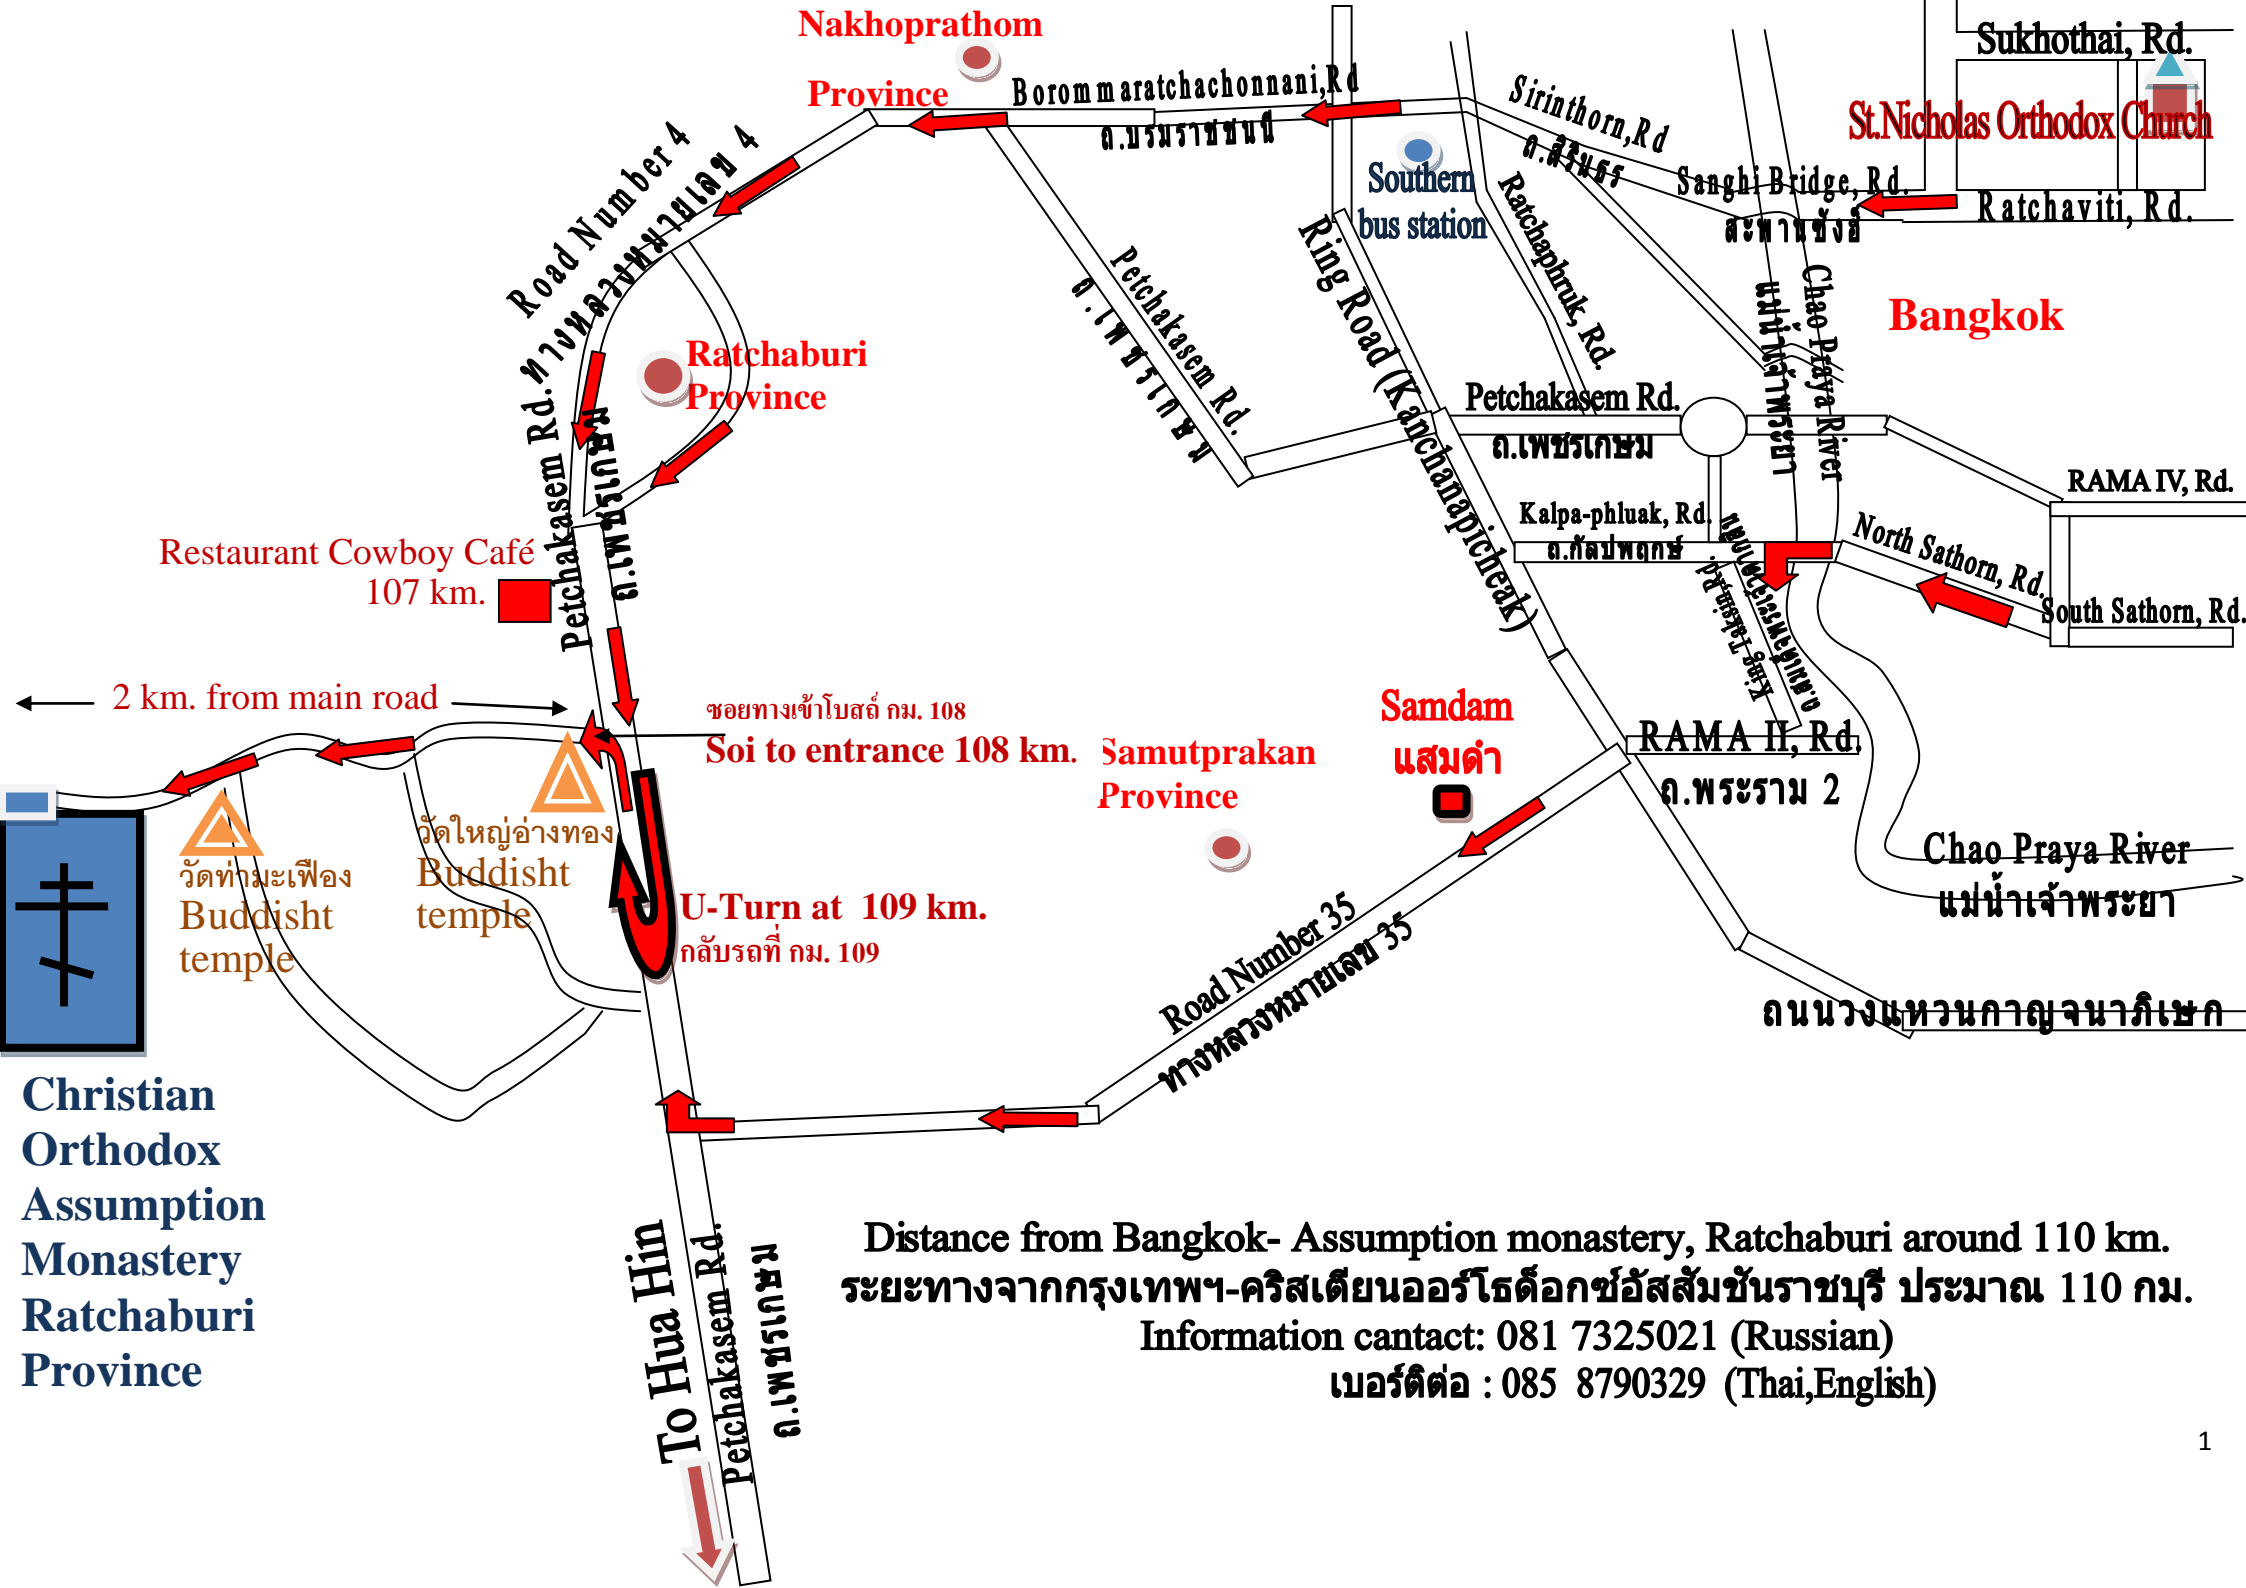 Nakhoprathom
Province
Borommaratchachonnani,Rd
ถ.บรมราชชนนี
Sirinthorn,Rd
ถ.สิรินธร
Sukhothai, Rd.
St.Nicholas Orthodox Church
Sanghi Bridge, Rd.
สะพานซังฮี้
Ratchaviti, Rd.
Southern
bus station
Ratchaphruk, Rd.
Road Number 4
ทางหลวงหมายเลข 4
Petchakasem Rd.
ถ.เพชรเกษม
Ring Road (Kanchanapicheak)
Chao Praya River
แม่น้ำเจ้าพระยา
Bangkok
Ratchaburi
Province
Petchakasem Rd.
ถ.เพชรเกษม
Petchakasem Rd.
ถ.เพชรเกษม
RAMA IV, Rd.
Kalpa-phluak, Rd.
ถ.กัลปพฤกษ์
North Sathorn, Rd.
South Sathorn, Rd.
King Taksin,Rd.
Restaurant Cowboy Café
107 km.
2 km. from main road
ซอยทางเข้าโบสถ์ กม. 108
Soi to entrance 108 km.
Samutprakan
Province
Samdam
แสมดำ
RAMA II, Rd.
ถ.พระราม 2
วัดท่ามะเฟือง
Buddisht
temple
วัดใหญ่อ่างทอง
Buddisht
temple
U-Turn at 109 km.
กลับรถที่ กม. 109
Chao Praya River
แม่น้ำเจ้าพระยา
Road Number 35
ทางหลวงหมายเลข 35
ถนนวงแหวนกาญจนาภิเษก
Christian
Orthodox
Assumption
Monastery
Ratchaburi
Province
To Hua Hin
Petchakasem Rd.
ถ.เพชรเกษม
Distance from Bangkok- Assumption monastery, Ratchaburi around 110 km.
ระยะทางจากกรุงเทพฯ-คริสเตียนออร์โธด็อกซ์อัสสัมชันราชบุรี ประมาณ 110 กม.
Information cantact: 081 7325021 (Russian)
เบอร์ติต่อ : 085 8790329 (Thai,English)
1